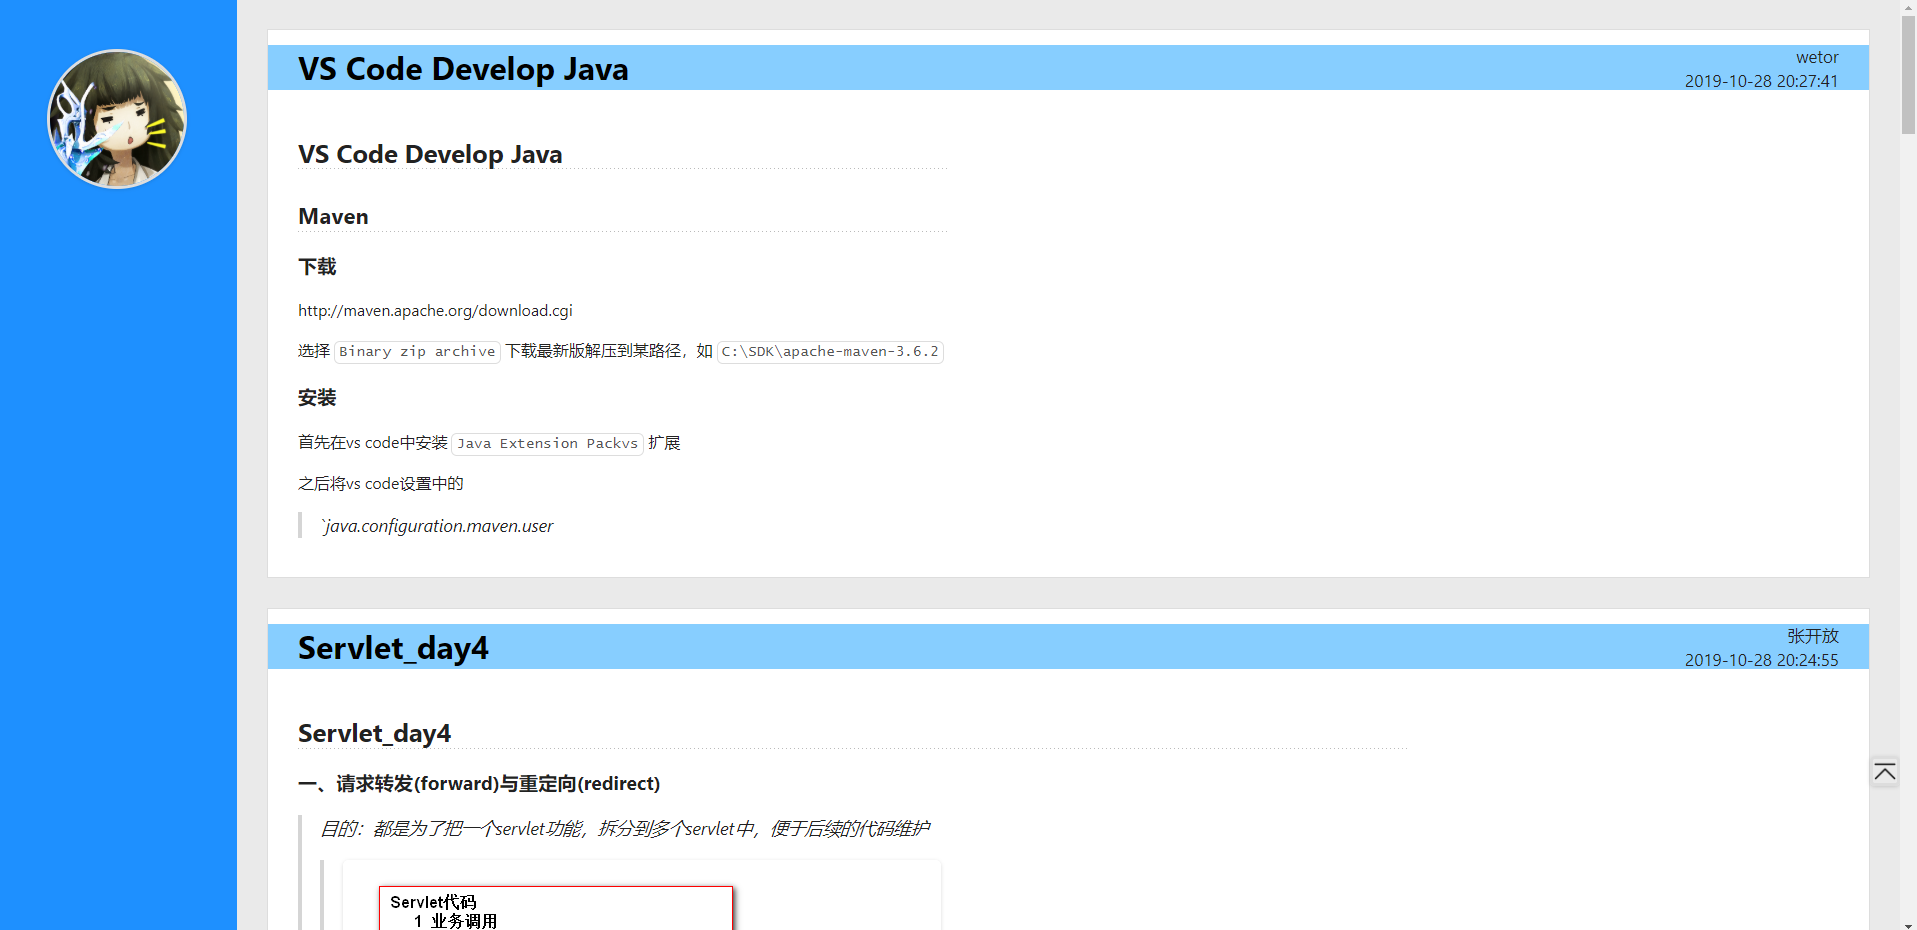 VS Code Develop Java
wetor
2019-10-28 20:27:41
VS Code Develop Java
Maven
下载
http://maven.apache.org/download.cgi
选择 Binary zip archive 下载最新版解压到某路径，如 C:\SDK\apache-maven-3.6.2
安装
首先在vs code中安装 Java Extension Packvs 扩展
之后将vs code设置中的
`java.configuration.maven.user
Servlet_day4
张开放
2019-10-28 20:24:55
Servlet_day4
一、请求转发(forward)与重定向(redirect)
目的：都是为了把一个servlet功能，拆分到多个servlet中，便于后续的代码维护
Servlet代码
1 业务调用